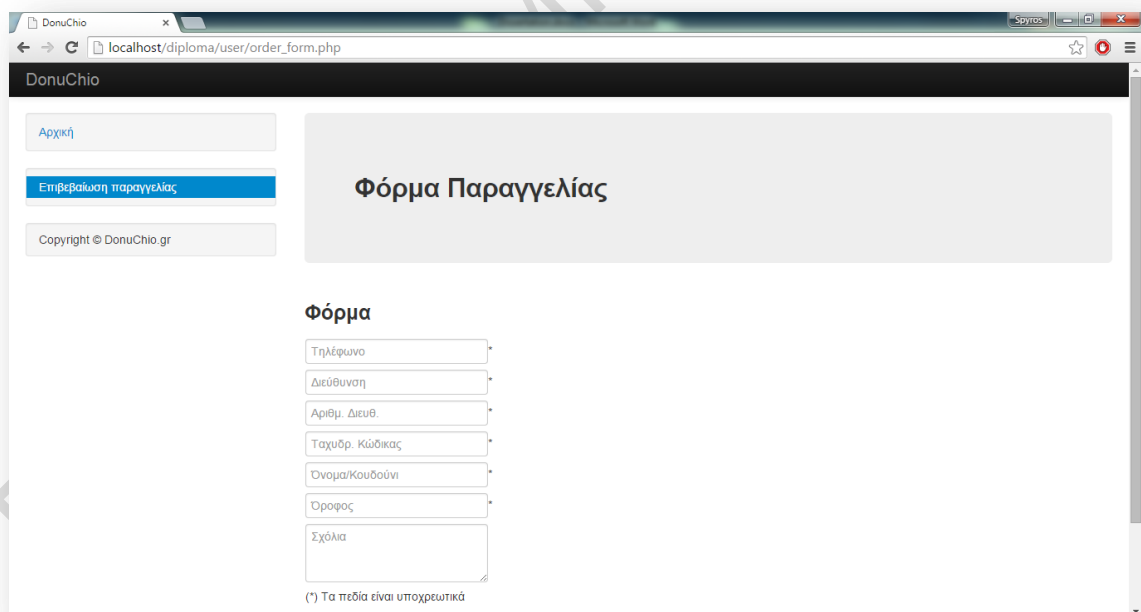 DonuChio
Spyros
localhost/diploma/user/order_form.php
DonuChio
Αρχική
Επιβεβαίωση παραγγελίας
Copyright © DonuChio.gr
Φόρμα Παραγγελίας
Φόρμα
Τηλέφωνο *
Διεύθυνση *
Αριθμ. Διευθ. *
Ταχυδρ. Κώδικας *
Όνομα/Κουδούνι *
Όροφος *
Σχόλια
(*) Τα πεδία είναι υποχρεωτικά